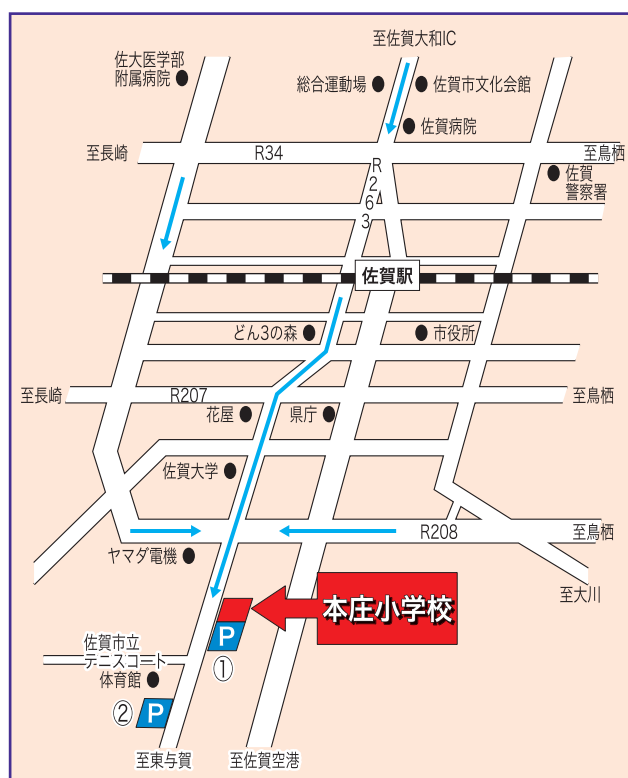 至佐賀大和IC
佐大医学部
附属病院
総合運動場
佐賀市文化会館
佐賀病院
至長崎
R34
至鳥栖
R263
佐賀
警察署
佐賀駅
どん3の森
市役所
至長崎
R207
至鳥栖
花屋
県庁
佐賀大学
R208
至鳥栖
ヤマダ電機
至大川
本庄小学校
P
①
佐賀市立
テニスコート
体育館
②
P
至東与賀
至佐賀空港